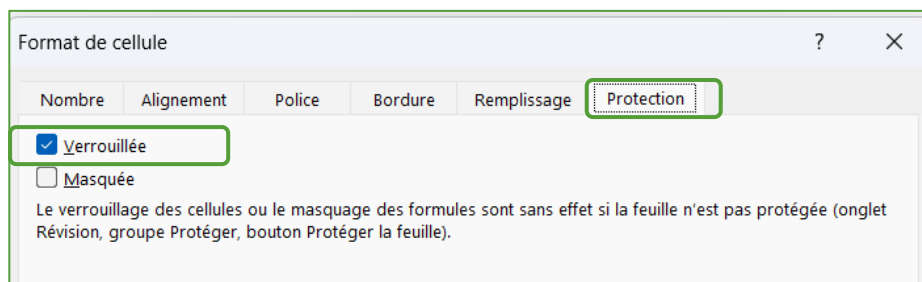 Format de cellule ?
Nombre Alignement Police Bordure Remplissage Protection
Verrouillée
Masquée
Le verrouillage des cellules ou le masquage des formules sont sans effet si la feuille n'est pas protégée (onglet
Révision, groupe Protéger, bouton Protéger la feuille).